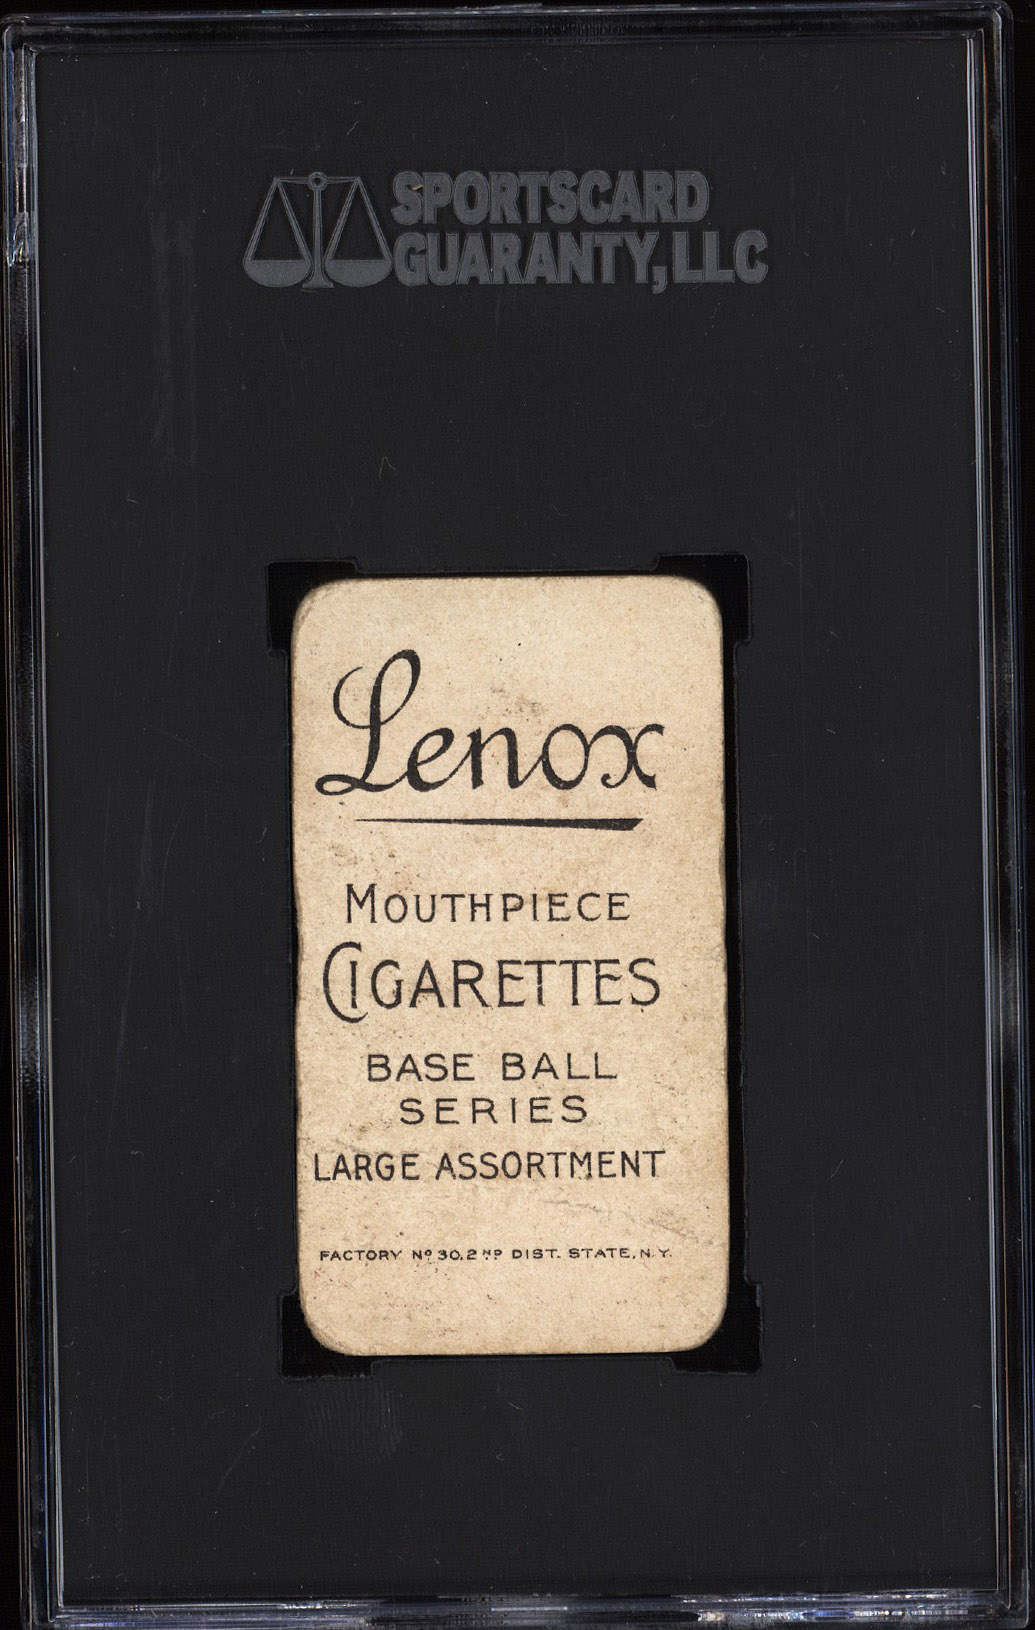 SPORTSCARD
GUARANTY, LLC
Lenox
MOUTHPIECE
CIGARETTES
BASE BALL
SERIES
LARGE ASSORTMENT
FACTORY Nº 30, 2ND DIST. STATE, N.Y.